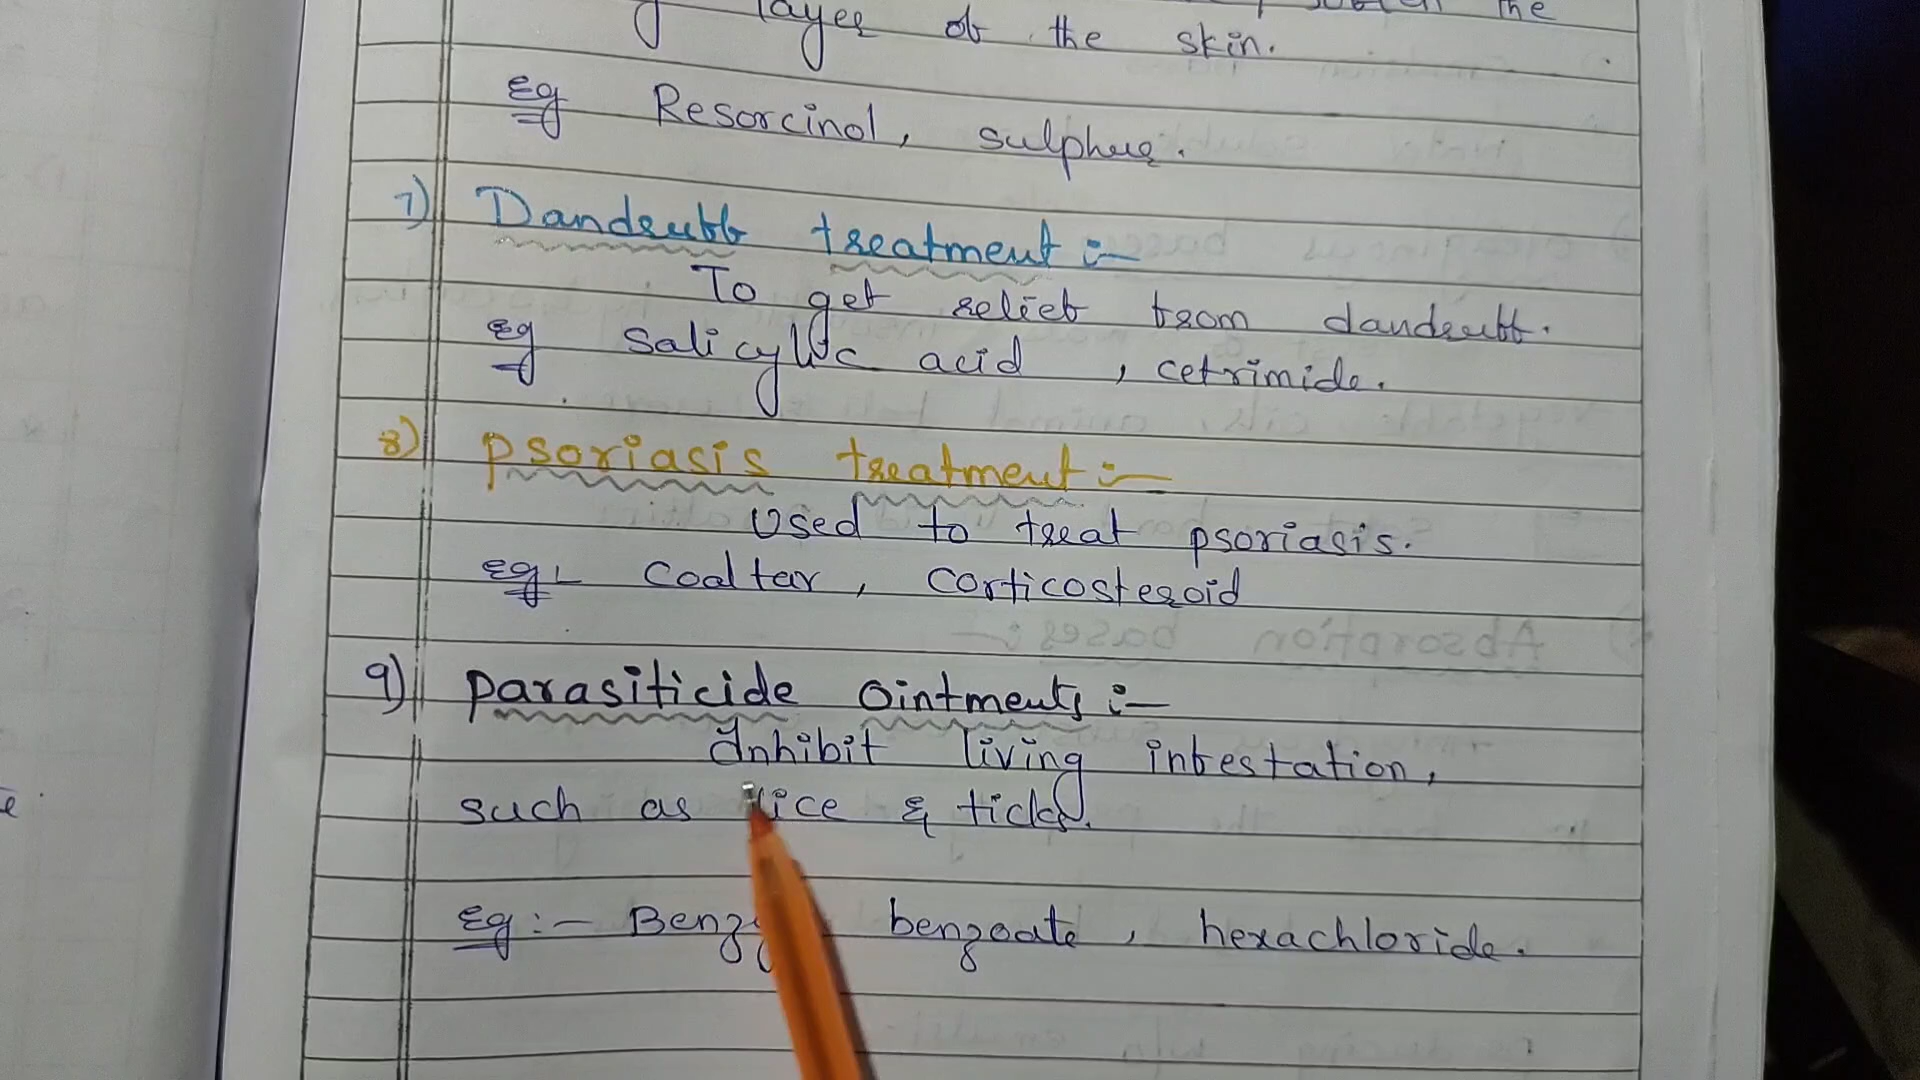 layer of the skin.
Eg Resorcinol, sulphur.
7) Dandruff treatment :-
To get relief from dandruff.
Eg Salicylic acid, cetrimide.
8) Psoriasis treatment :-
Used to treat psoriasis.
Eg :- Coaltar, Corticosteroid
9) Parasiticide Ointments :-
Inhibit living infestation,
such as lice & ticks.
Eg :- benzoate, hexachloride.